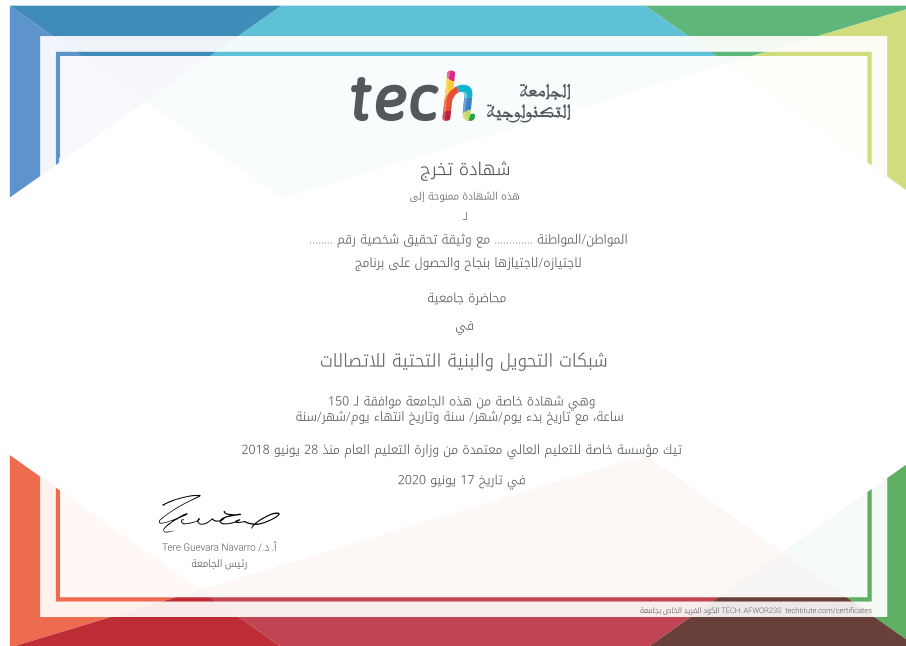 tech الجامعة
التكنولوجية
شهادة تخرج
هذه الشهادة ممنوحة إلى
لـ
المواطن/المواطنة ............. مع وثيقة تحقيق شخصية رقم ........
لاجتيازه/لاجتيازها بنجاح والحصول على برنامج
محاضرة جامعية
في
شبكات التحويل والبنية التحتية للاتصالات
وهي شهادة خاصة من هذه الجامعة موافقة لـ 150
ساعة، مع تاريخ بدء يوم/شهر/ سنة وتاريخ انتهاء يوم/شهر/سنة
تيك مؤسسة خاصة للتعليم العالي معتمدة من وزارة التعليم العام منذ 28 يونيو 2018
في تاريخ 17 يونيو 2020
أ. د./ Tere Guevara Navarro
رئيس الجامعة
الكود الفريد الخاص بجامعة TECH: AFWOR23S techtitute.com/certificates